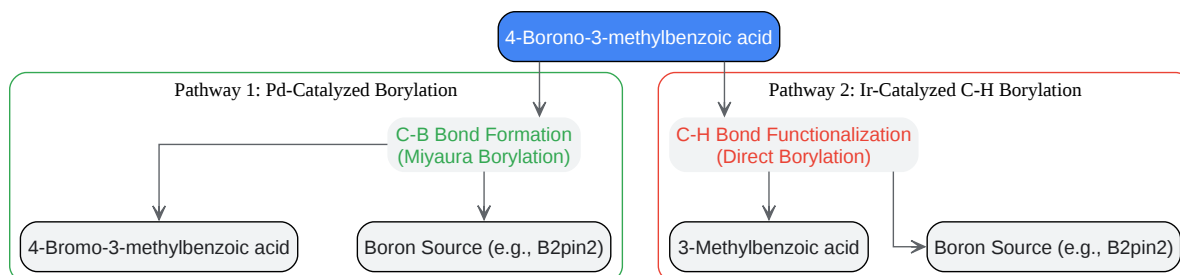 4-Borono-3-methylbenzoic acid
Pathway 1: Pd-Catalyzed Borylation
C-B Bond Formation
(Miyaura Borylation)
4-Bromo-3-methylbenzoic acid
Boron Source (e.g., B2pin2)
Pathway 2: Ir-Catalyzed C-H Borylation
C-H Bond Functionalization
(Direct Borylation)
3-Methylbenzoic acid
Boron Source (e.g., B2pin2)